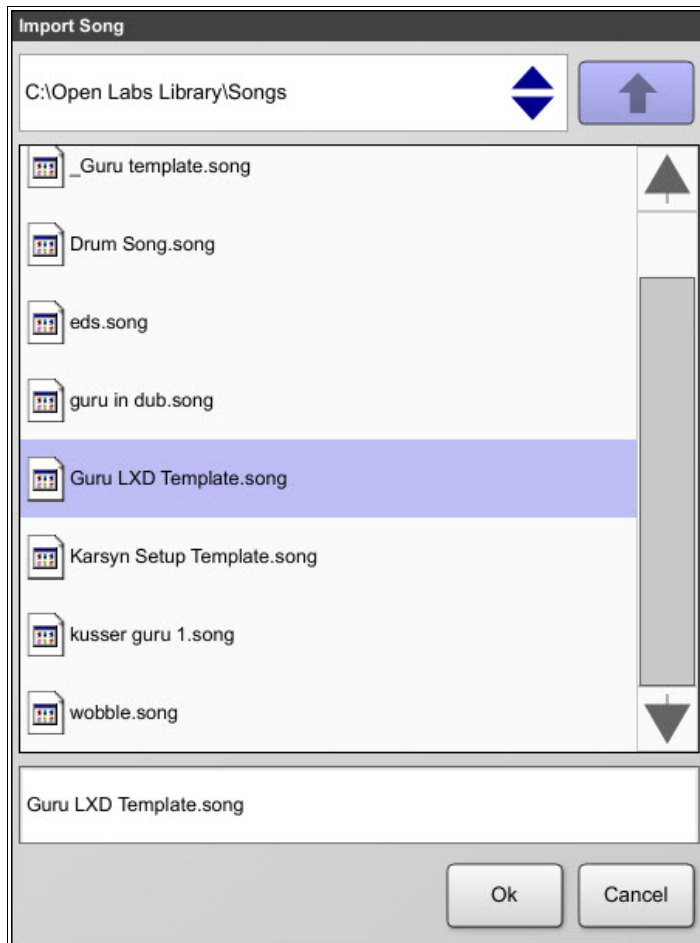 Import Song
C:\Open Labs Library\Songs
_Guru template.song
Drum Song.song
eds.song
guru in dub.song
Guru LXD Template.song
Karsyn Setup Template.song
kusser guru 1.song
wobble.song
Guru LXD Template.song
Ok
Cancel